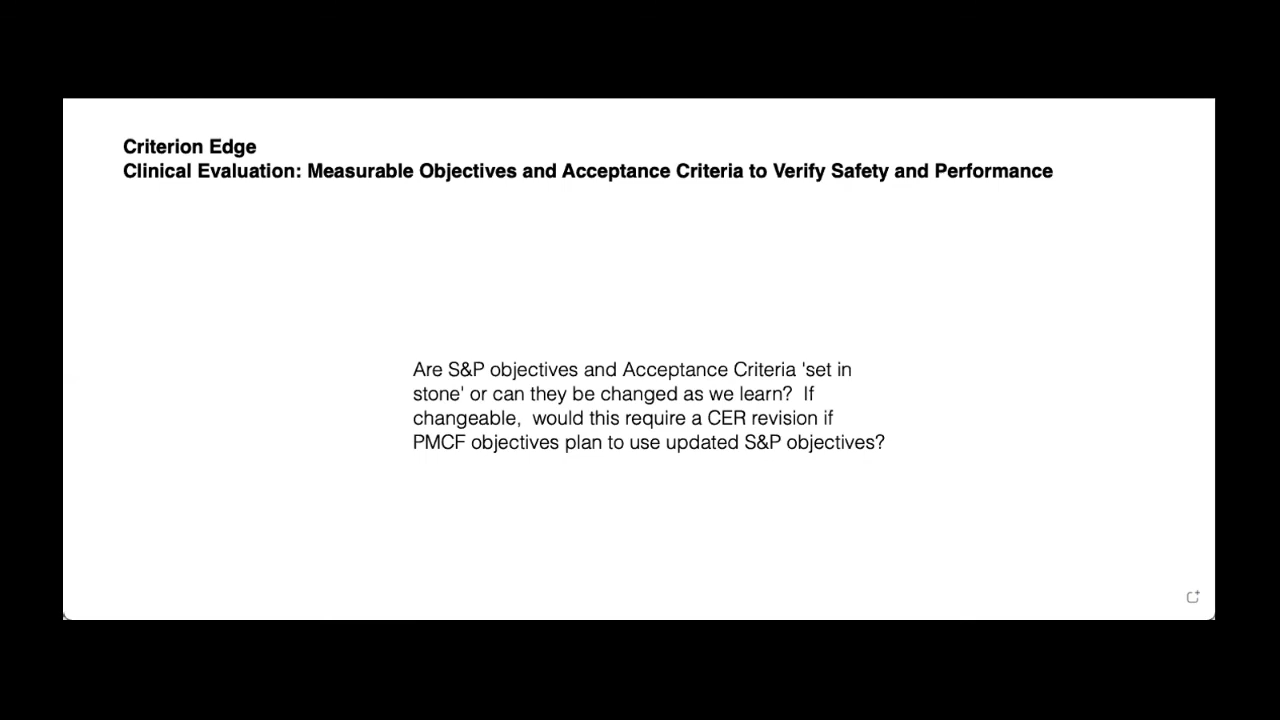 Criterion Edge
Clinical Evaluation: Measurable Objectives and Acceptance Criteria to Verify Safety and Performance
Are S&P objectives and Acceptance Criteria 'set in
stone' or can they be changed as we learn?  If
changeable,  would this require a CER revision if
PMCF objectives plan to use updated S&P objectives?